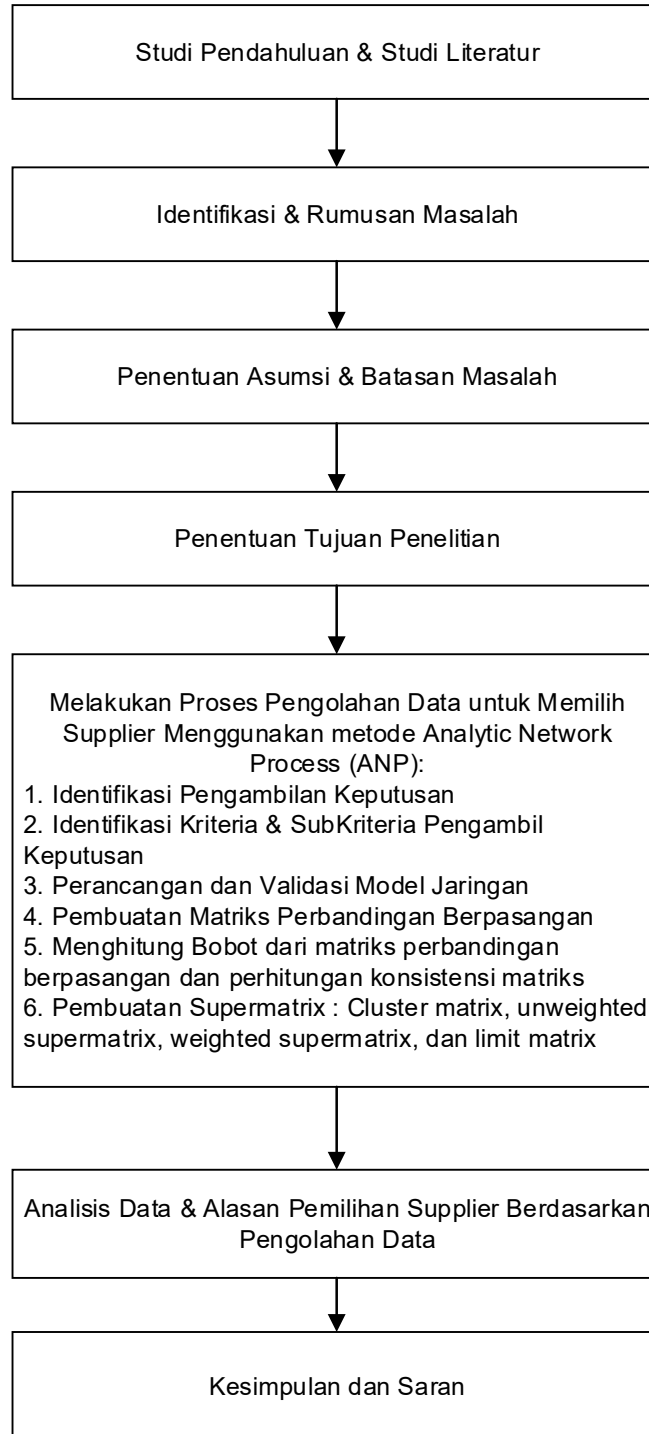 Studi Pendahuluan & Studi Literatur
Identifikasi & Rumusan Masalah
Penentuan Asumsi & Batasan Masalah
Penentuan Tujuan Penelitian
Melakukan Proses Pengolahan Data untuk Memilih
Supplier Menggunakan metode Analytic Network
Process (ANP):
1. Identifikasi Pengambilan Keputusan
2. Identifikasi Kriteria & SubKriteria Pengambil
Keputusan
3. Perancangan dan Validasi Model Jaringan
4. Pembuatan Matriks Perbandingan Berpasangan
5. Menghitung Bobot dari matriks perbandingan
berpasangan dan perhitungan konsistensi matriks
6. Pembuatan Supermatrix : Cluster matrix, unweighted
supermatrix, weighted supermatrix, dan limit matrix
Analisis Data & Alasan Pemilihan Supplier Berdasarkan
Pengolahan Data
Kesimpulan dan Saran